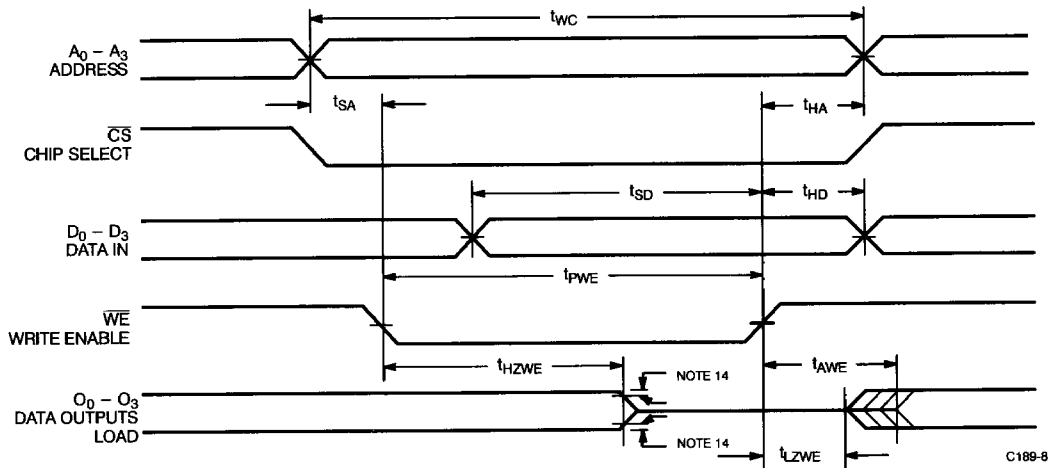 tWC
A0 – A3
ADDRESS
tSA
tHA
CS
CHIP SELECT
tSD
tHD
D0 – D3
DATA IN
tPWE
WE
WRITE ENABLE
tHZWE
NOTE 14
tAWE
O0 – O3
DATA OUTPUTS
LOAD
NOTE 14
tLZWE
C189-8